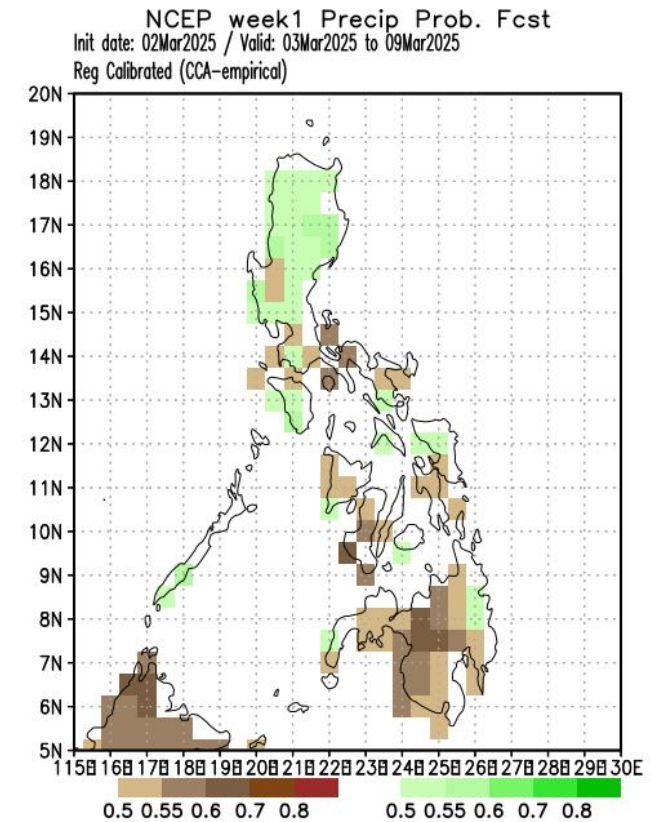 NCEP week1 Precip Prob. Fcst
Init date: 02Mar2025 / Valid: 03Mar2025 to 09Mar2025
Reg Calibrated (CCA-empirical)
20N
19N
18N
17N
16N
15N
14N
13N
12N
11N
10N
9N
8N
7N
6N
5N
115E 116E 117E 118E 119E 120E 121E 122E 123E 124E 125E 126E 127E 128E 129E 130E
0.5 0.55 0.6 0.7 0.8 0.5 0.55 0.6 0.7 0.8